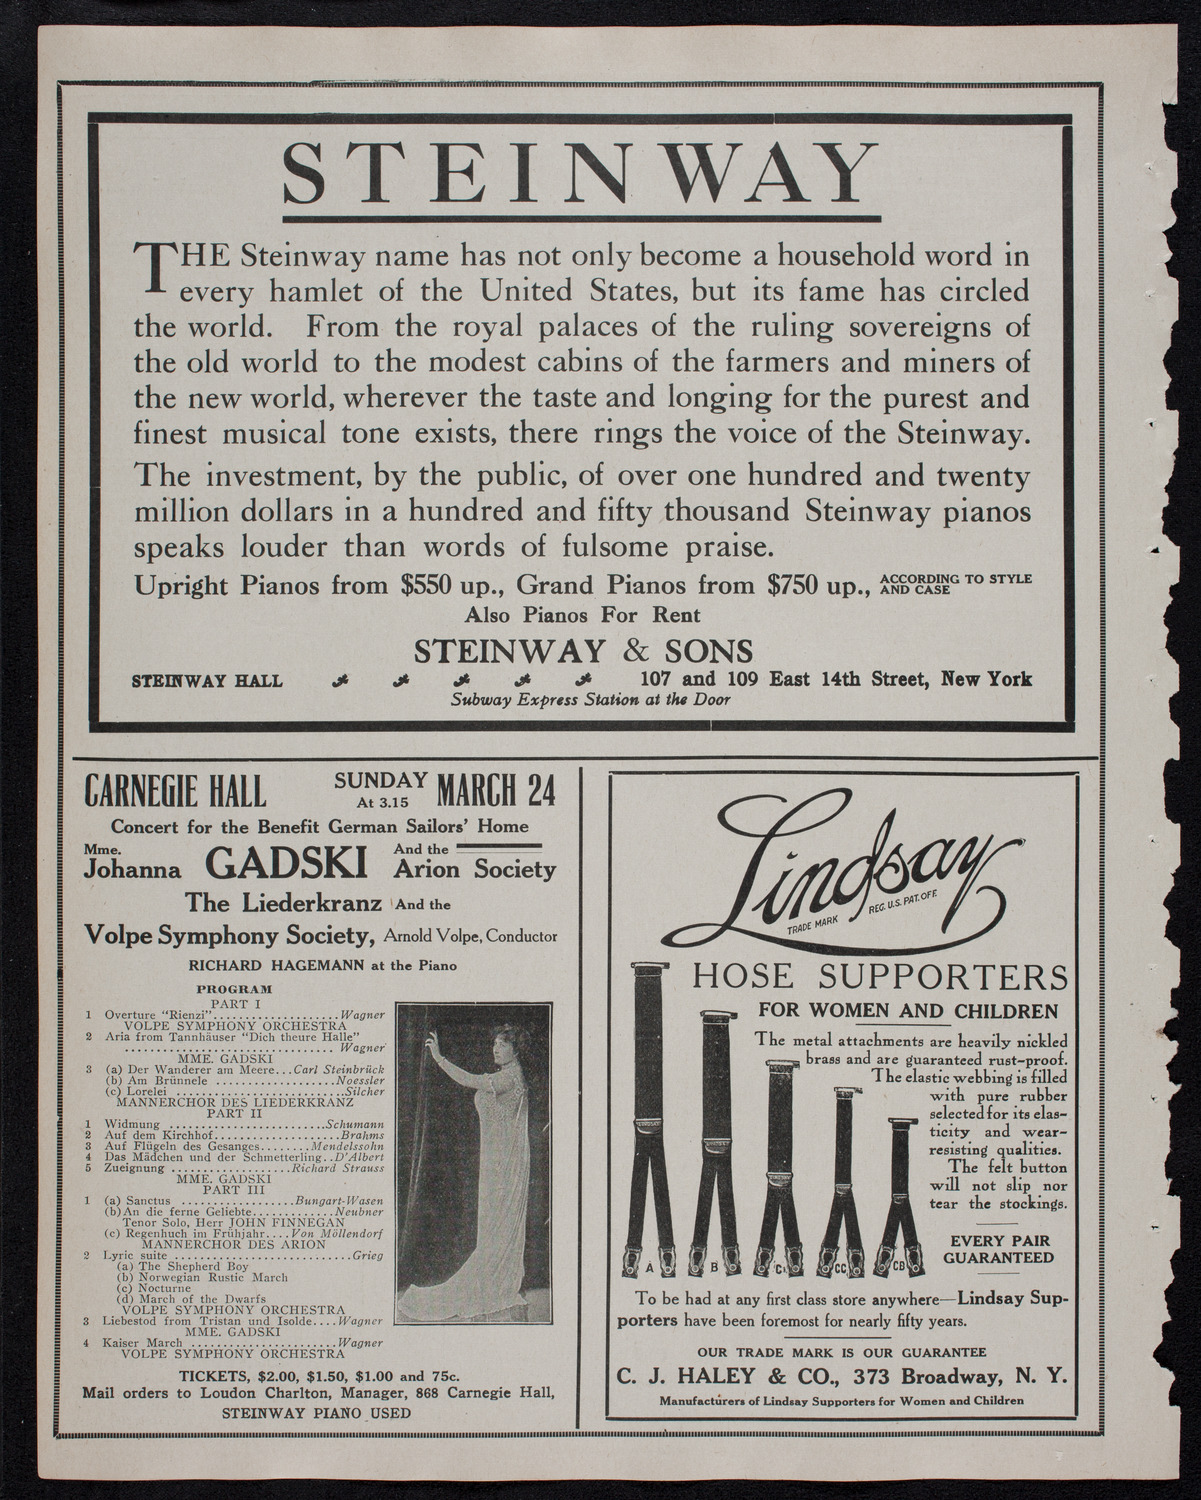 STEINWAY
THE Steinway name has not only become a household word in
every hamlet of the United States, but its fame has circled
the world. From the royal palaces of the ruling sovereigns of
the old world to the modest cabins of the farmers and miners of
the new world, wherever the taste and longing for the purest and
finest musical tone exists, there rings the voice of the Steinway.
The investment, by the public, of over one hundred and twenty
million dollars in a hundred and fifty thousand Steinway pianos
speaks louder than words of fulsome praise.
Upright Pianos from $550 up., Grand Pianos from $750 up., ACCORDING TO STYLE AND CASE
Also Pianos For Rent
STEINWAY & SONS
STEINWAY HALL 107 and 109 East 14th Street, New York
Subway Express Station at the Door
CARNEGIE HALL SUNDAY At 3.15 MARCH 24
Concert for the Benefit German Sailors' Home
Mme. Johanna GADSKI And the Arion Society
The Liederkranz And the
Volpe Symphony Society, Arnold Volpe, Conductor
RICHARD HAGEMANN at the Piano
PROGRAM
PART I
1 Overture "Rienzi"...................Wagner
VOLPE SYMPHONY ORCHESTRA
2 Aria from Tannhäuser "Dich theure Halle"
................................ Wagner
MME. GADSKI
3 (a) Der Wanderer am Meere...Carl Steinbrück
(b) Am Brünnele ..................Noessler
(c) Lorelei ..........................Silcher
MANNERCHOR DES LIEDERKRANZ
PART II
1 Widmung ........................Schumann
2 Auf dem Kirchhof....................Brahms
3 Auf Flügeln des Gesanges........Mendelssohn
4 Das Mädchen und der Schmetterling..D'Albert
5 Zueignung ..................Richard Strauss
MME. GADSKI
PART III
1 (a) Sanctus ..................Bungart-Wasen
(b) An die ferne Geliebte.............Neubner
Tenor Solo, Herr JOHN FINNEGAN
(c) Regenhuch im Frühjahr....Von Möllendorf
MANNERCHOR DES ARION
2 Lyric suite ...........................Grieg
(a) The Shepherd Boy
(b) Norwegian Rustic March
(c) Nocturne
(d) March of the Dwarfs
VOLPE SYMPHONY ORCHESTRA
3 Liebestod from Tristan und Isolde....Wagner
MME. GADSKI
4 Kaiser March ......................Wagner
VOLPE SYMPHONY ORCHESTRA
TICKETS, $2.00, $1.50, $1.00 and 75c.
Mail orders to Loudon Charlton, Manager, 868 Carnegie Hall,
STEINWAY PIANO USED
Lindsay
TRADE MARK REG. U.S. PAT. OFF.
HOSE SUPPORTERS
FOR WOMEN AND CHILDREN
The metal attachments are heavily nickled
brass and are guaranteed rust-proof.
The elastic webbing is filled
with pure rubber
selected for its elas-
ticity and wear-
resisting qualities.
The felt button
will not slip nor
tear the stockings.
EVERY PAIR
GUARANTEED
A B C CC CB
To be had at any first class store anywhere—Lindsay Sup-
porters have been foremost for nearly fifty years.
OUR TRADE MARK IS OUR GUARANTEE
C. J. HALEY & CO., 373 Broadway, N. Y.
Manufacturers of Lindsay Supporters for Women and Children